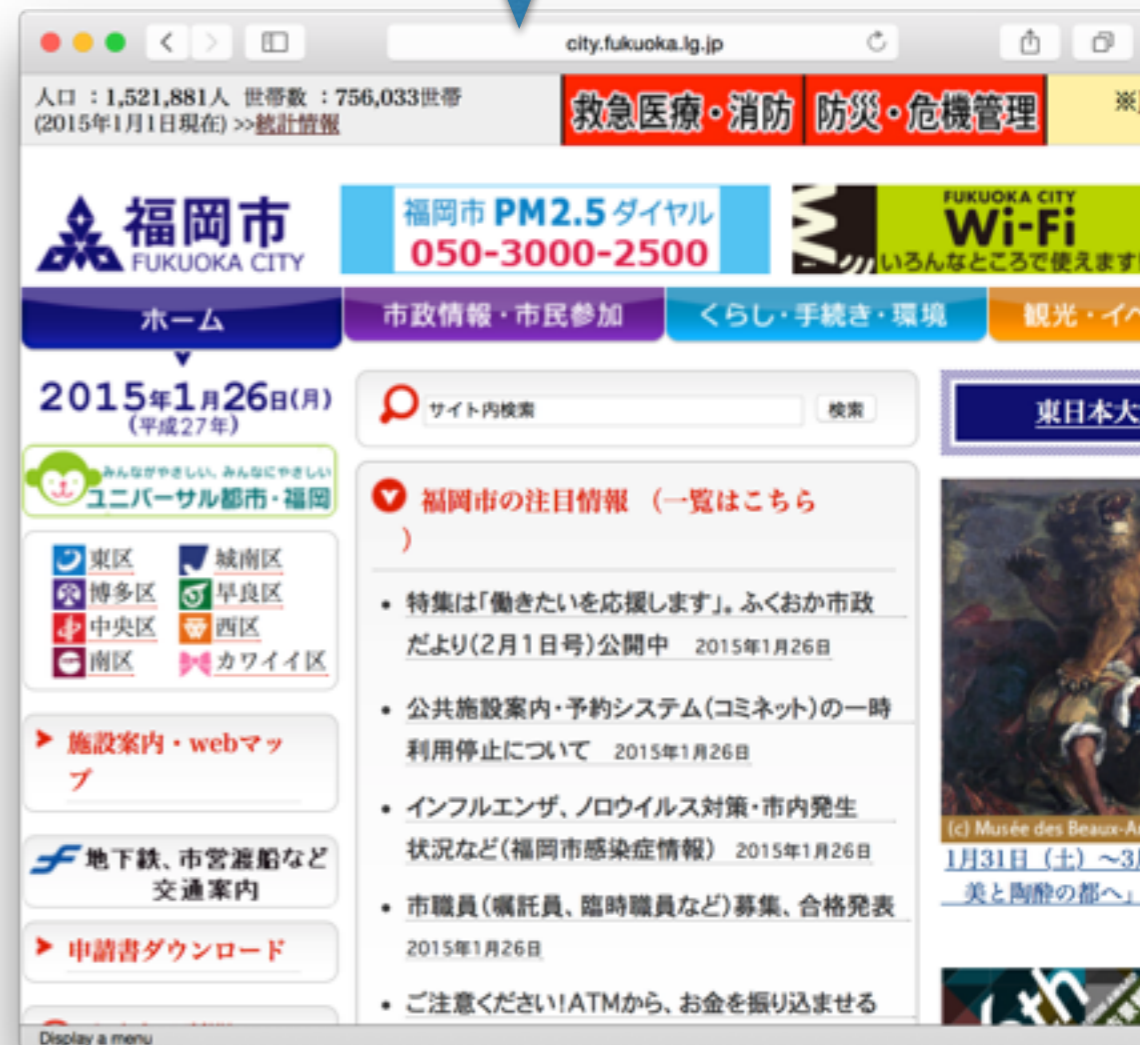 city.fukuoka.lg.jp
人口 ：1,521,881人 世帯数 ：756,033世帯
(2015年1月1日現在) >>統計情報
救急医療・消防 防災・危機管理
※
福岡市
FUKUOKA CITY
福岡市 PM2.5 ダイヤル
050-3000-2500
FUKUOKA CITY
Wi-Fi
いろんなところで使えます
ホーム 市政情報・市民参加 くらし・手続き・環境 観光・イベ
2015年1月26日(月)
(平成27年)
みんながやさしい、みんなにやさしい
ユニバーサル都市・福岡
東区 城南区
博多区 早良区
中央区 西区
南区 カワイイ区
施設案内・webマッ
プ
地下鉄、市営渡船など
交通案内
申請書ダウンロード
サイト内検索 検索
福岡市の注目情報 （一覧はこちら
）
• 特集は「働きたいを応援します」。ふくおか市政
だより(2月1日号)公開中 2015年1月26日
• 公共施設案内・予約システム(コミネット)の一時
利用停止について 2015年1月26日
• インフルエンザ、ノロウイルス対策・市内発生
状況など(福岡市感染症情報) 2015年1月26日
• 市職員(嘱託員、臨時職員など)募集、合格発表
2015年1月26日
• ご注意ください!ATMから、お金を振り込ませる
東日本大
(c) Musée des Beaux-A
1月31日（土）～3
美と陶酔の都へ」
6th
Display a menu